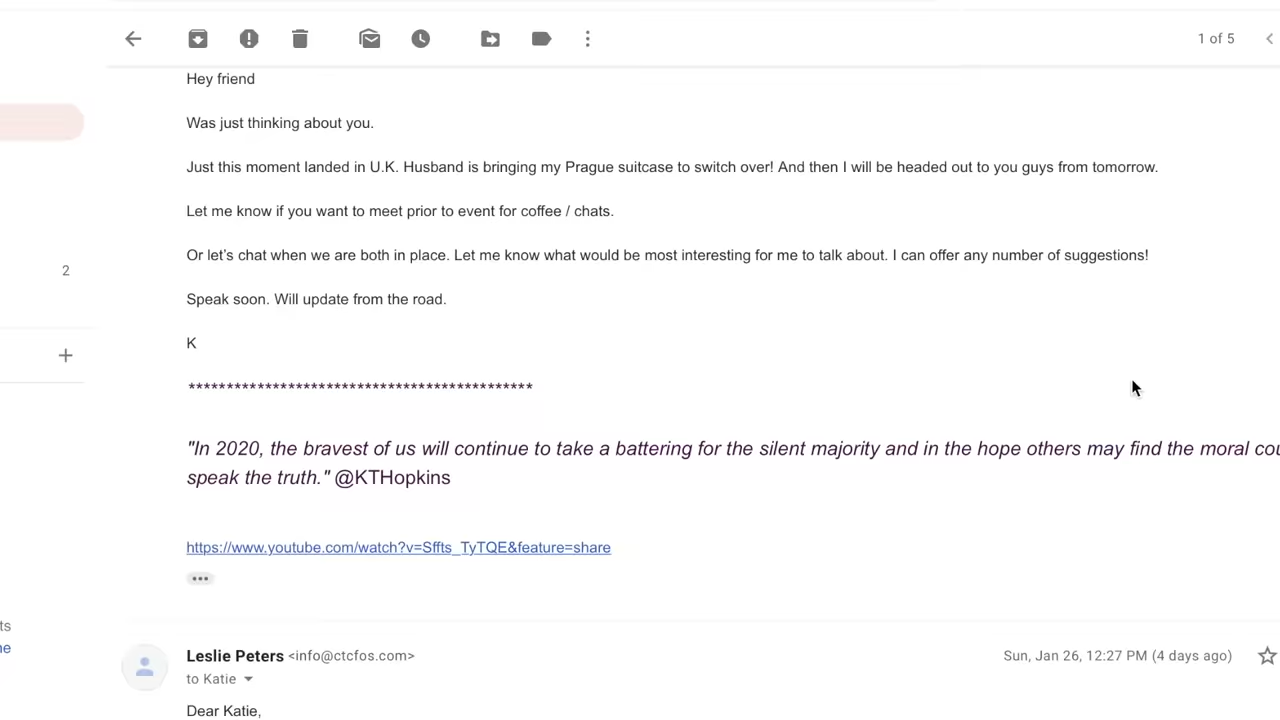 1 of 5
Hey friend
Was just thinking about you.
Just this moment landed in U.K. Husband is bringing my Prague suitcase to switch over! And then I will be headed out to you guys from tomorrow.
Let me know if you want to meet prior to event for coffee / chats.
Or let's chat when we are both in place. Let me know what would be most interesting for me to talk about. I can offer any number of suggestions!
2
Speak soon. Will update from the road.
K
*********************************************
"In 2020, the bravest of us will continue to take a battering for the silent majority and in the hope others may find the moral
speak the truth." @KTHopkins
https://www.youtube.com/watch?v=Sffts_TyTQE&feature=share
Leslie Peters <info@ctcfos.com>
Sun, Jan 26, 12:27 PM (4 days ago)
to Katie
Dear Katie,